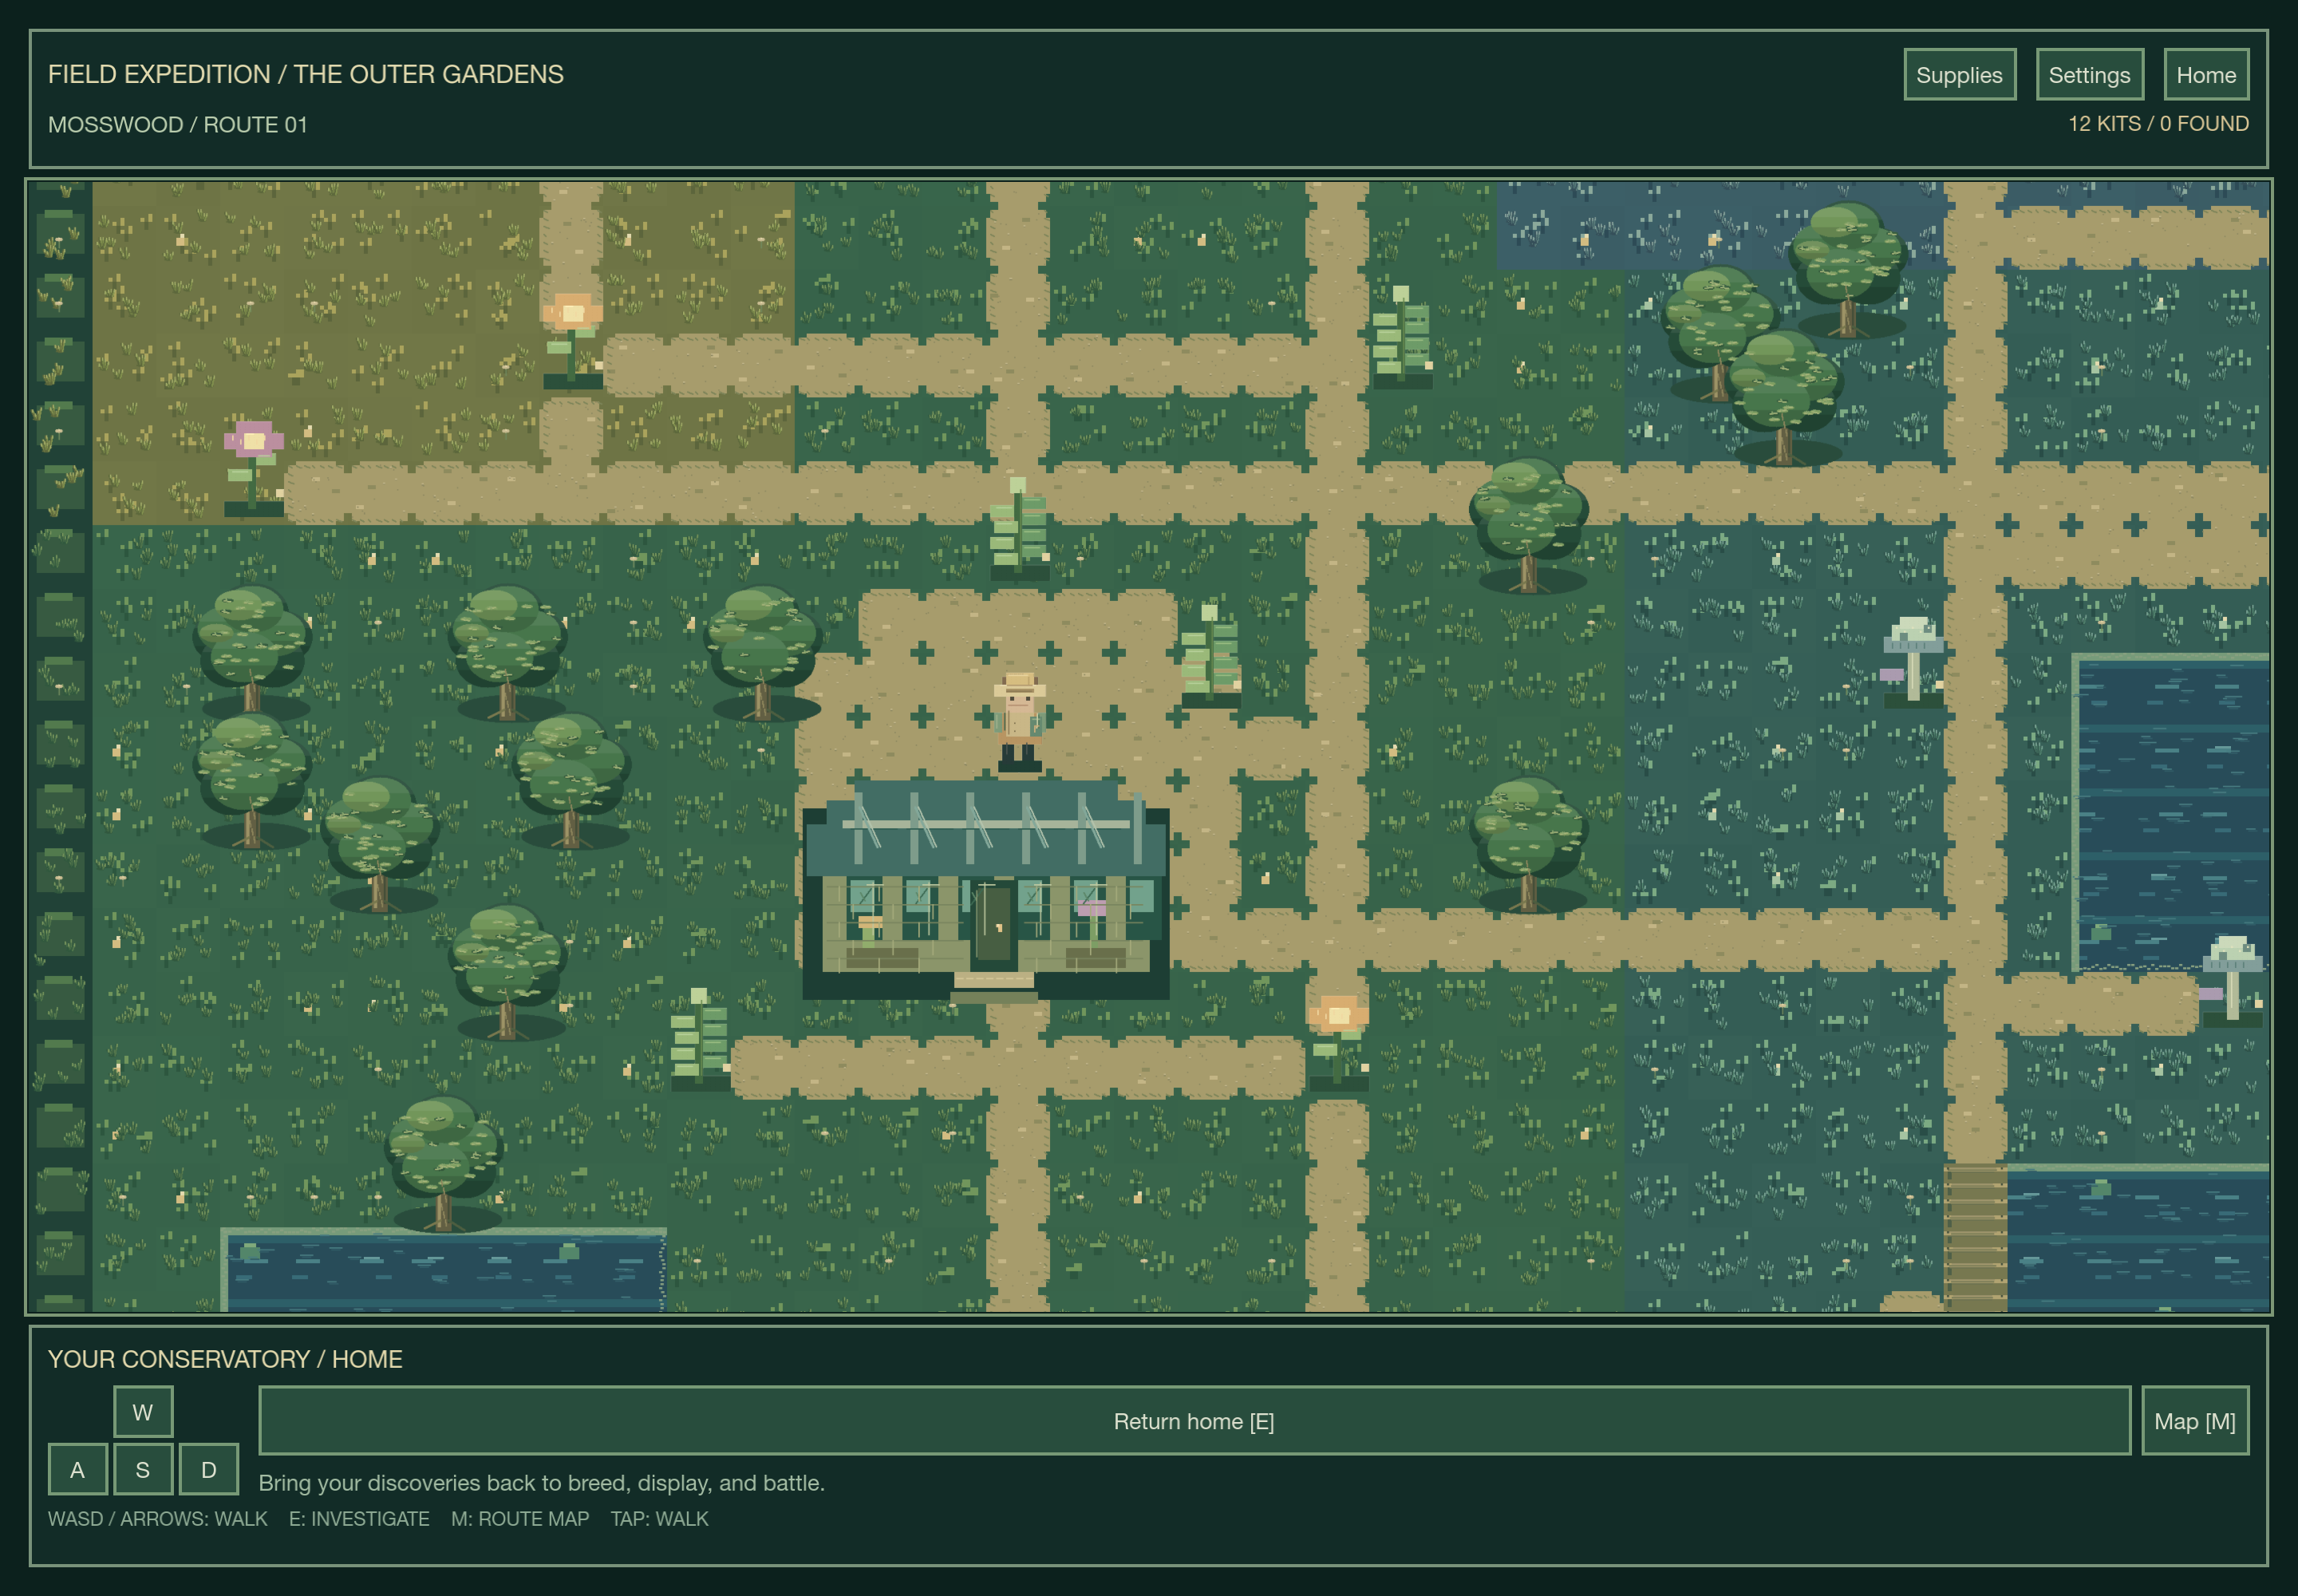 FIELD EXPEDITION / THE OUTER GARDENS
Supplies
Settings
Home
MOSSWOOD / ROUTE 01
12 KITS / 0 FOUND
YOUR CONSERVATORY / HOME
W
A
S
D
Return home [E]
Map [M]
Bring your discoveries back to breed, display, and battle.
WASD / ARROWS: WALK E: INVESTIGATE M: ROUTE MAP TAP: WALK